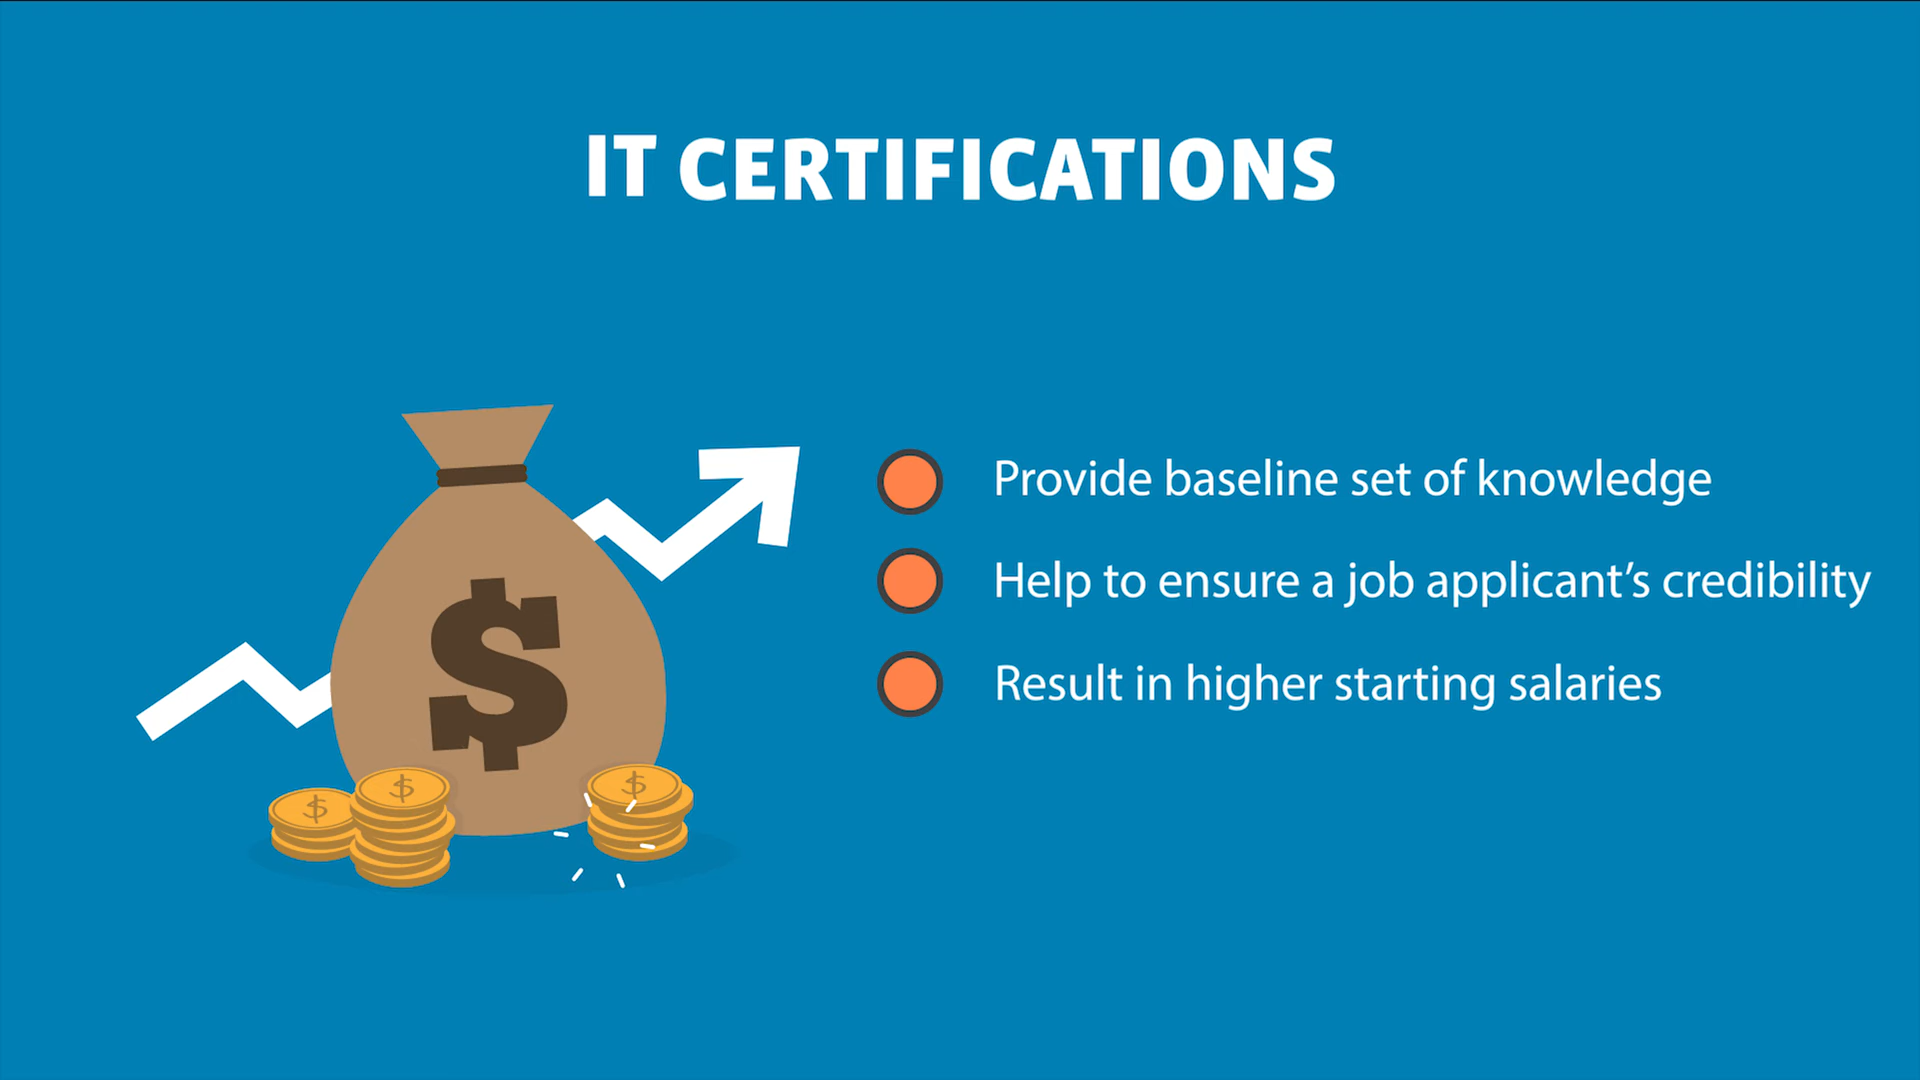 IT CERTIFICATIONS
Provide baseline set of knowledge
Help to ensure a job applicant’s credibility
Result in higher starting salaries
$
$
$
$